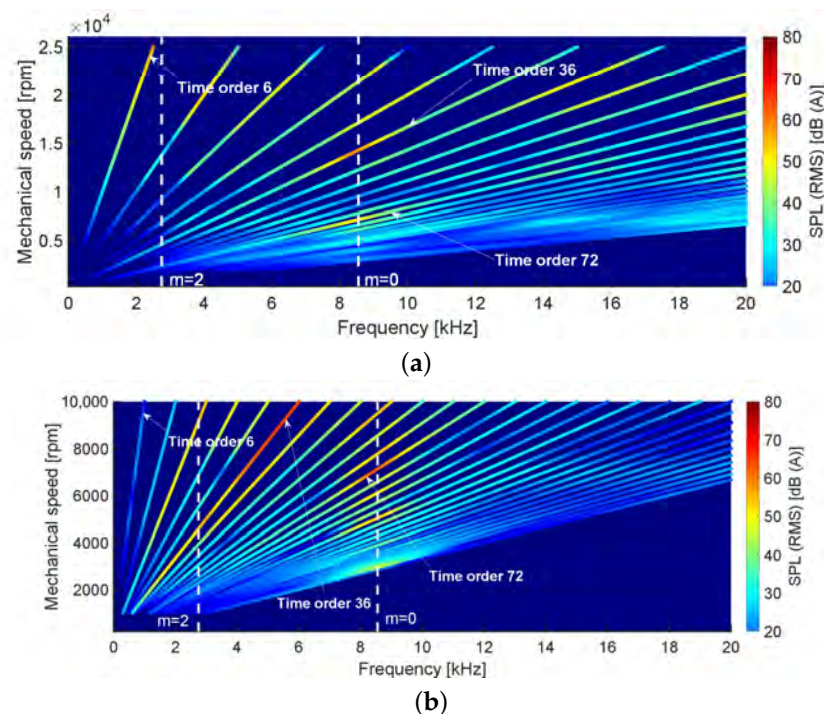 ×10⁴
2.5
2
1.5
1
0.5
Mechanical speed [rpm]
Time order 6
Time order 36
Time order 72
m=2
m=0
0 2 4 6 8 10 12 14 16 18 20
Frequency [kHz]
80
70
60
50
40
30
20
SPL (RMS) [dB (A)]
(a)
10,000
8000
6000
4000
2000
Mechanical speed [rpm]
Time order 6
Time order 72
Time order 36
m=2
m=0
0 2 4 6 8 10 12 14 16 18 20
Frequency [kHz]
80
70
60
50
40
30
20
SPL (RMS) [dB (A)]
(b)